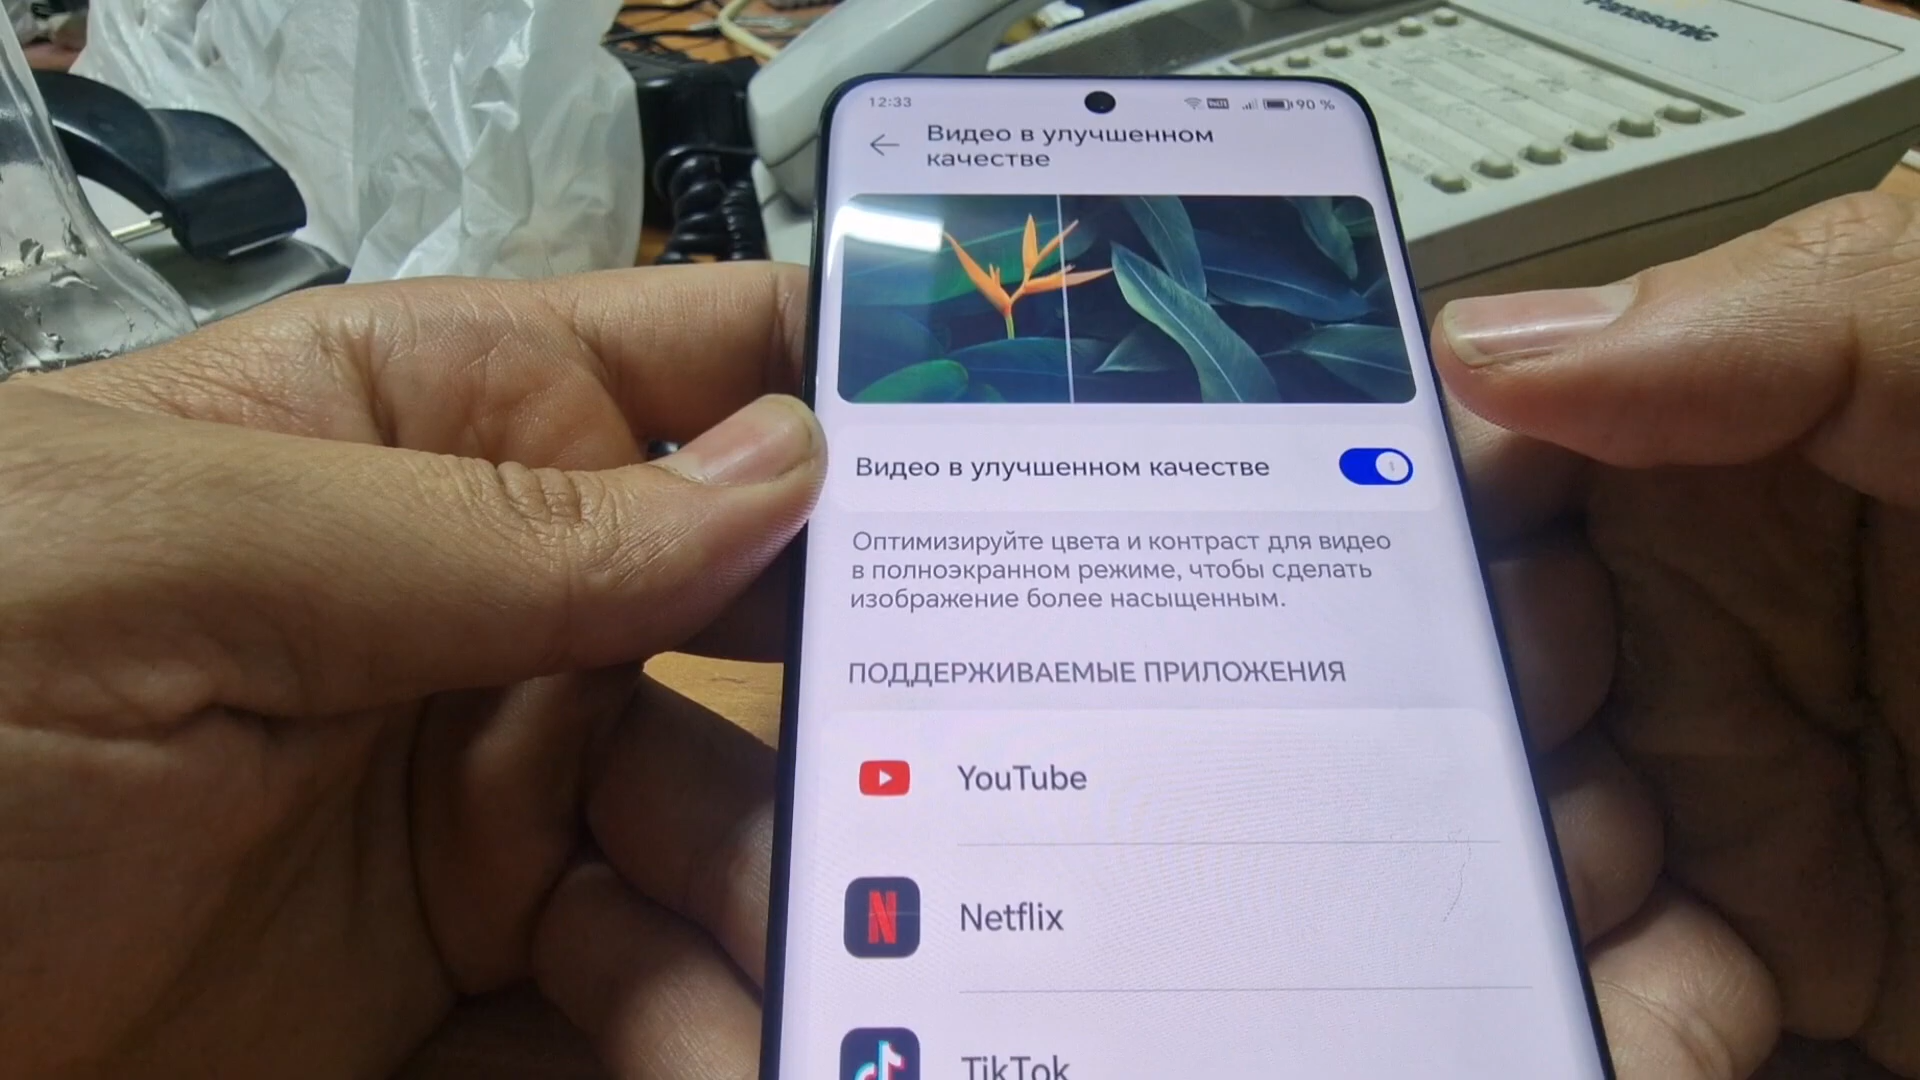 Panasonic
12:33
90 %
Видео в улучшенном
качестве
Видео в улучшенном качестве
Оптимизируйте цвета и контраст для видео
в полноэкранном режиме, чтобы сделать
изображение более насыщенным.
ПОДДЕРЖИВАЕМЫЕ ПРИЛОЖЕНИЯ
YouTube
N Netflix
TikTok